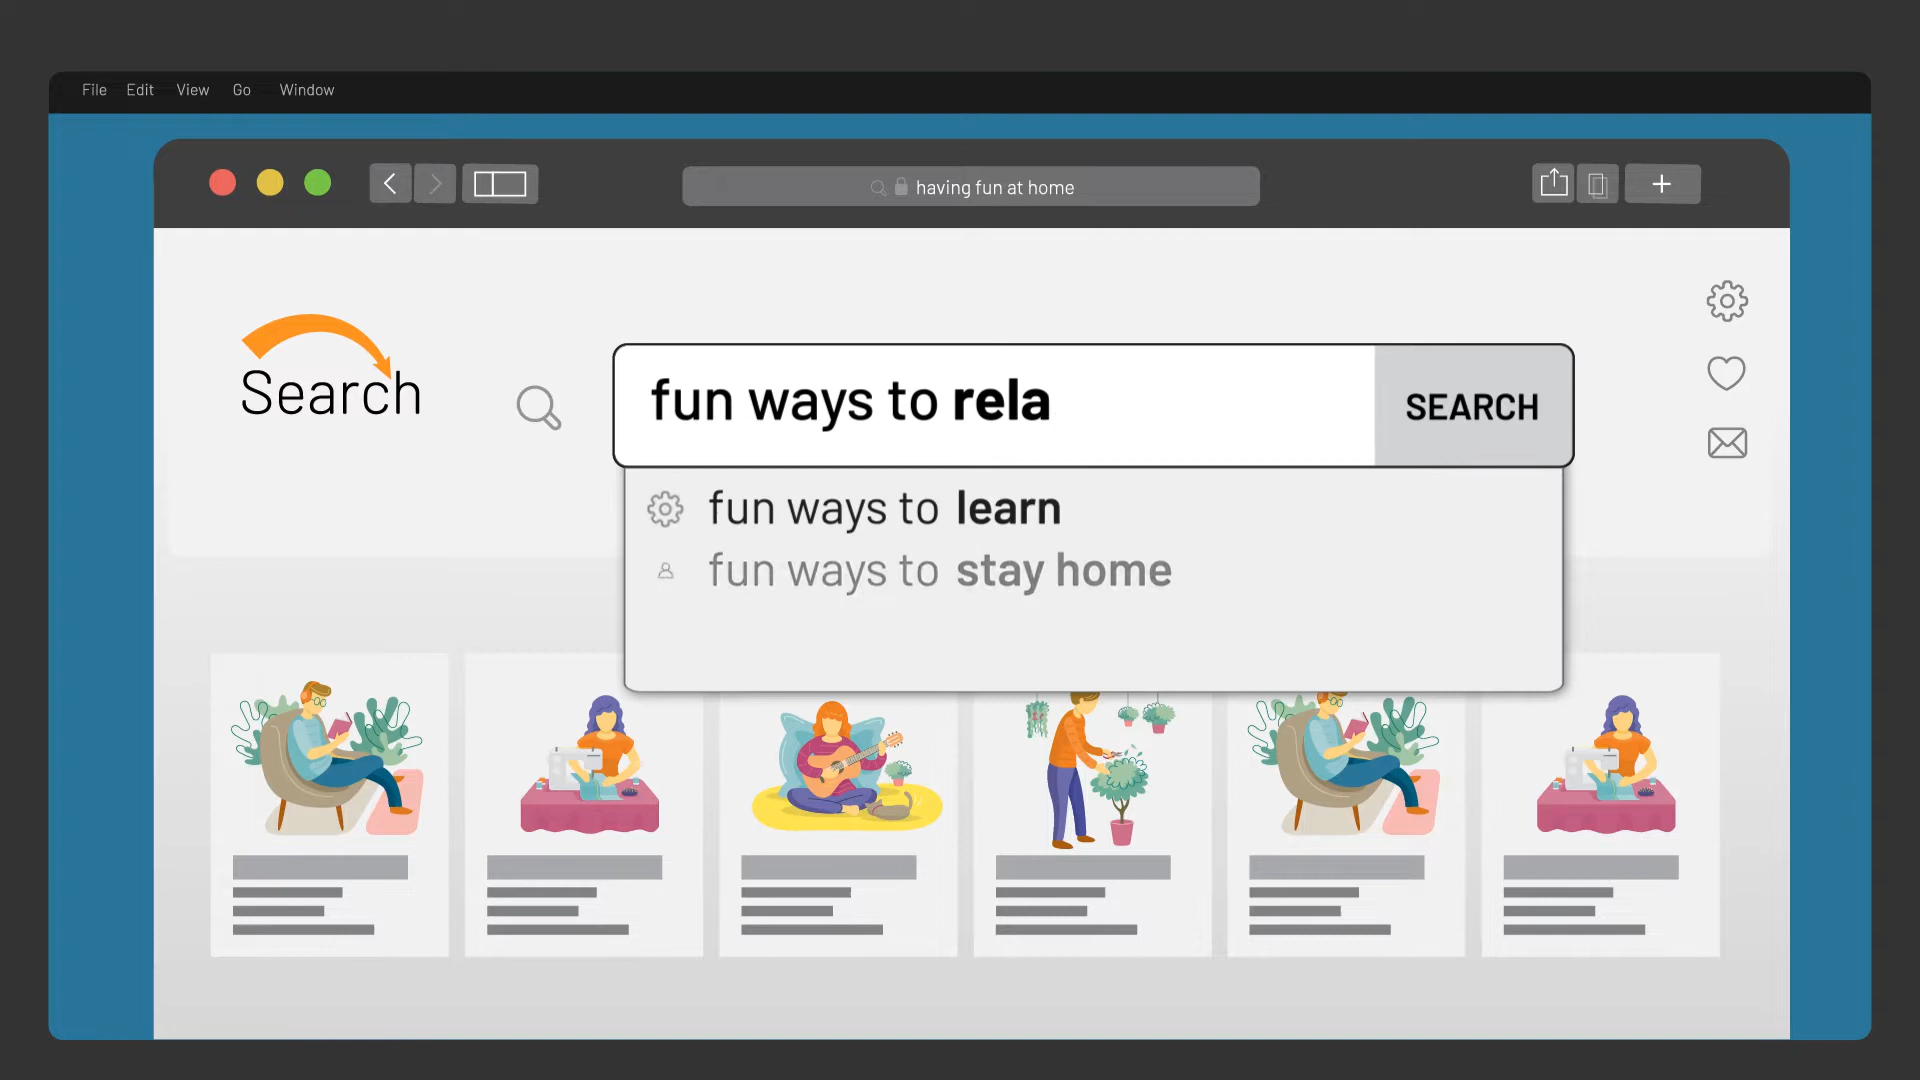 File Edit View Go Window
having fun at home
Search
fun ways to rela
SEARCH
fun ways to learn
fun ways to stay home